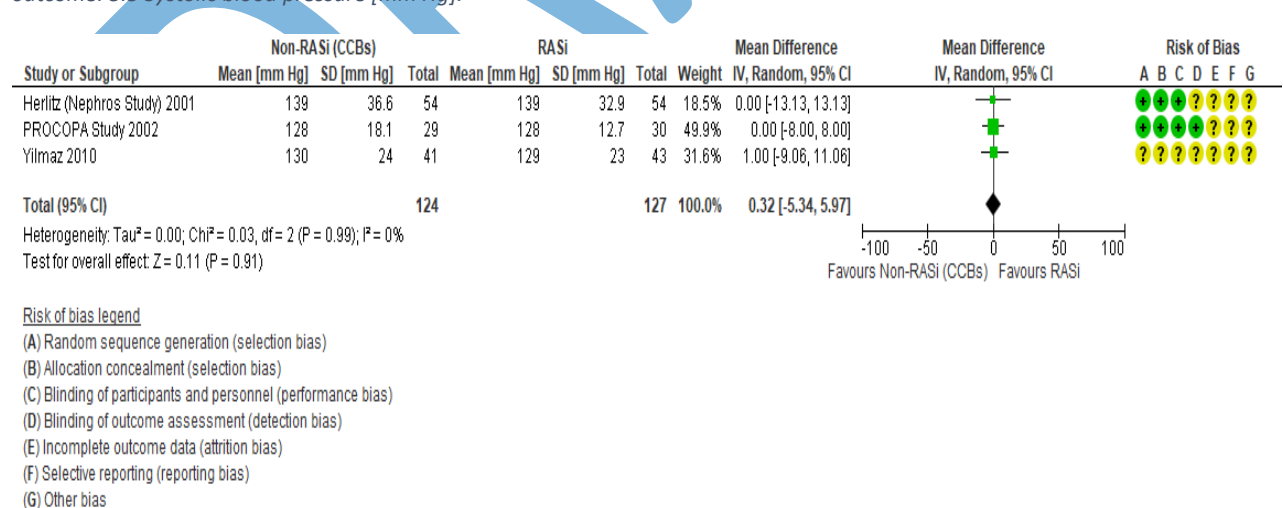 outcome: 5.3 Systolic blood pressure [mm Hg].
Non-RASi (CCBs) RASi Mean Difference Mean Difference Risk of Bias
Study or Subgroup Mean [mm Hg] SD [mm Hg] Total Mean [mm Hg] SD [mm Hg] Total Weight IV, Random, 95% CI IV, Random, 95% CI A B C D E F G
Herlitz (Nephros Study) 2001 139 36.6 54 139 32.9 54 18.5% 0.00 [-13.13, 13.13] + + + ? ? ? ?
PROCOPA Study 2002 128 18.1 29 128 12.7 30 49.9% 0.00 [-8.00, 8.00] + + + + ? ? ?
Yilmaz 2010 130 24 41 129 23 43 31.6% 1.00 [-9.06, 11.06] ? ? ? ? ? ? ?
Total (95% CI) 124 127 100.0% 0.32 [-5.34, 5.97]
Heterogeneity: Tau² = 0.00; Chi² = 0.03, df = 2 (P = 0.99); I² = 0%
Test for overall effect: Z = 0.11 (P = 0.91)
-100 -50 0 50 100
Favours Non-RASi (CCBs) Favours RASi
Risk of bias legend
(A) Random sequence generation (selection bias)
(B) Allocation concealment (selection bias)
(C) Blinding of participants and personnel (performance bias)
(D) Blinding of outcome assessment (detection bias)
(E) Incomplete outcome data (attrition bias)
(F) Selective reporting (reporting bias)
(G) Other bias